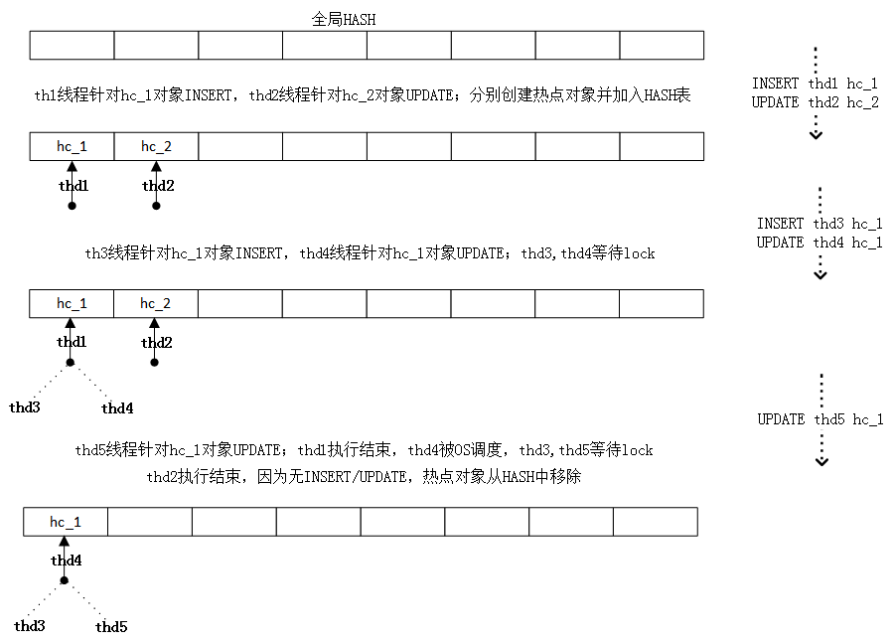 全局HASH
INSERT thd1 hc_1
UPDATE thd2 hc_2
th1线程针对hc_1对象INSERT，thd2线程针对hc_2对象UPDATE；分别创建热点对象并加入HASH表
hc_1 hc_2
thd1 thd2
INSERT thd3 hc_1
UPDATE thd4 hc_1
th3线程针对hc_1对象INSERT，thd4线程针对hc_1对象UPDATE；thd3,thd4等待lock
hc_1 hc_2
thd1 thd2
thd3 thd4
UPDATE thd5 hc_1
thd5线程针对hc_1对象UPDATE；thd1执行结束，thd4被OS调度，thd3,thd5等待lock
thd2执行结束，因为无INSERT/UPDATE，热点对象从HASH中移除
hc_1
thd4
thd3 thd5